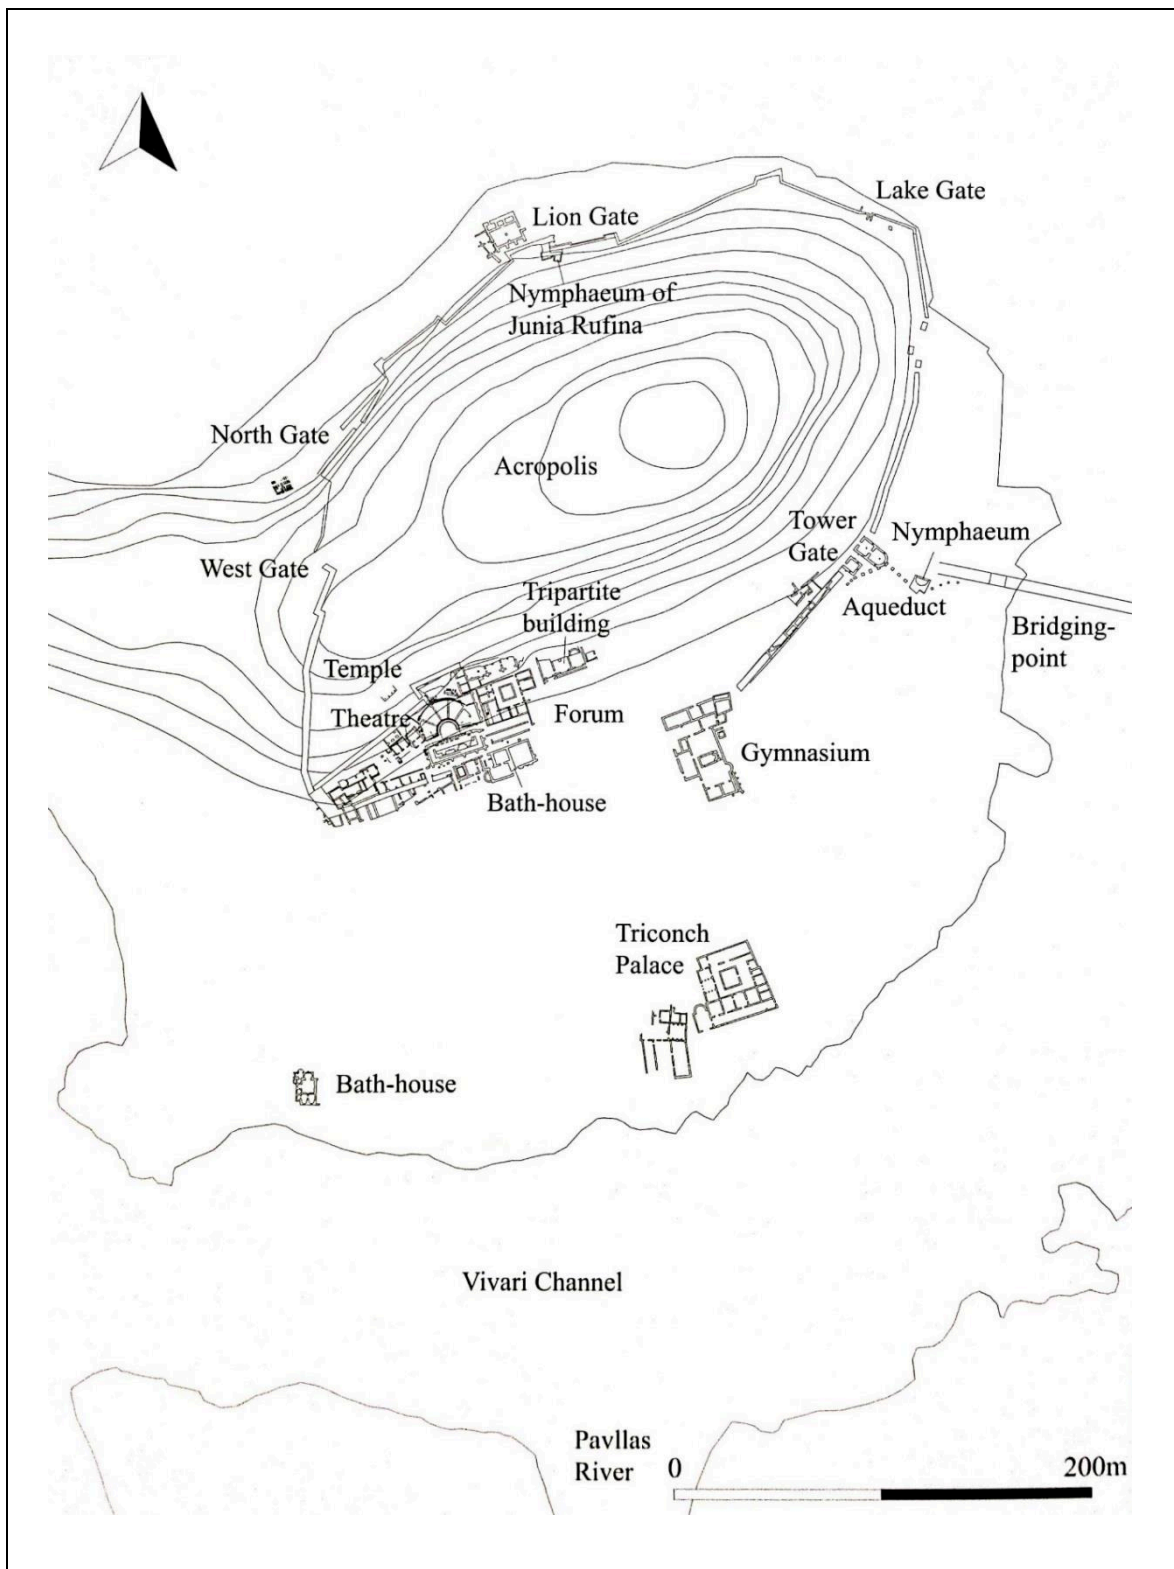 Lake Gate
Lion Gate
Nymphaeum of
Junia Rufina
North Gate
Acropolis
Tower
Gate
Nymphaeum
West Gate
Tripartite
building
Aqueduct
Bridging-
point
Temple
Theatre
Forum
Gymnasium
Bath-house
Triconch
Palace
Bath-house
Vivari Channel
Pavllas
River
0
200m